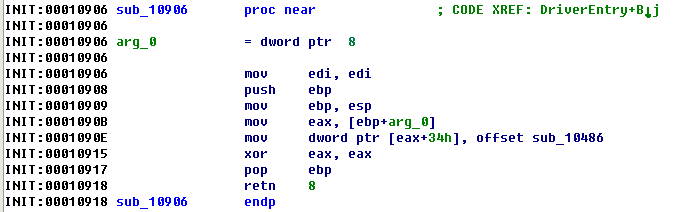 INIT:00010906 sub_10906 proc near ; CODE XREF: DriverEntry+B↓j
INIT:00010906
INIT:00010906 arg_0 = dword ptr 8
INIT:00010906
INIT:00010906 mov edi, edi
INIT:00010908 push ebp
INIT:00010909 mov ebp, esp
INIT:0001090B mov eax, [ebp+arg_0]
INIT:0001090E mov dword ptr [eax+34h], offset sub_10486
INIT:00010915 xor eax, eax
INIT:00010917 pop ebp
INIT:00010918 retn 8
INIT:00010918 sub_10906 endp